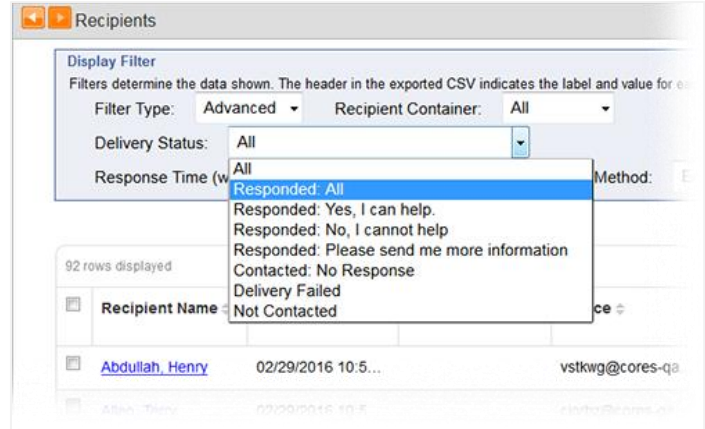 Recipients
Display Filter
Filters determine the data shown. The header in the exported CSV indicates the label and value for
Filter Type: Advanced Recipient Container: All
Delivery Status: All
Response Time Method:
All
Responded: All
Responded: Yes, I can help.
Responded: No, I cannot help
Responded: Please send me more information
Contacted: No Response
Delivery Failed
Not Contacted
92 rows displayed
Recipient Name
Abdullah, Henry 02/29/2016 10:5... vstkwg@cores-qa